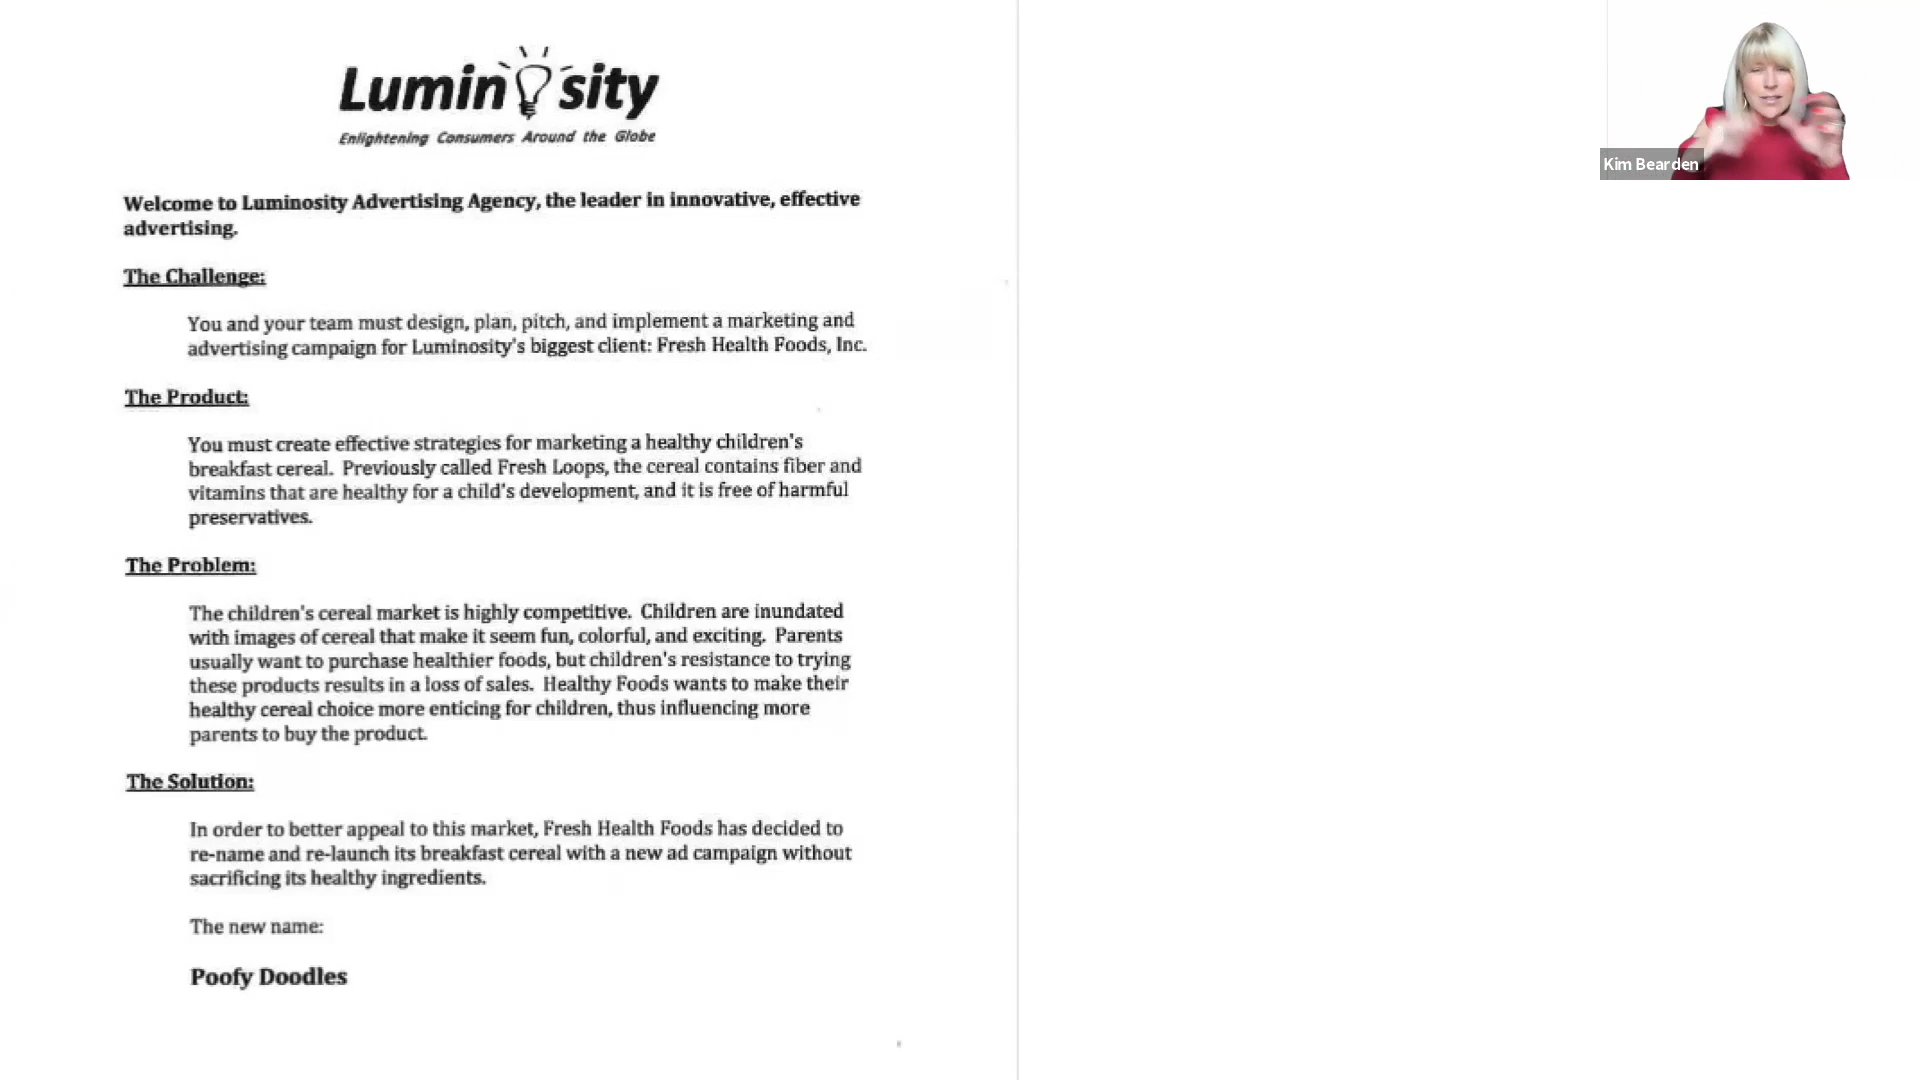 Luminosity
Enlightening Consumers Around the Globe
Kim Bearden
Welcome to Luminosity Advertising Agency, the leader in innovative, effective
advertising.
The Challenge:
You and your team must design, plan, pitch, and implement a marketing and
advertising campaign for Luminosity's biggest client: Fresh Health Foods, Inc.
The Product:
You must create effective strategies for marketing a healthy children's
breakfast cereal. Previously called Fresh Loops, the cereal contains fiber and
vitamins that are healthy for a child's development, and it is free of harmful
preservatives.
The Problem:
The children's cereal market is highly competitive. Children are inundated
with images of cereal that make it seem fun, colorful, and exciting. Parents
usually want to purchase healthier foods, but children's resistance to trying
these products results in a loss of sales. Healthy Foods wants to make their
healthy cereal choice more enticing for children, thus influencing more
parents to buy the product.
The Solution:
In order to better appeal to this market, Fresh Health Foods has decided to
re-name and re-launch its breakfast cereal with a new ad campaign without
sacrificing its healthy ingredients.
The new name:
Poofy Doodles